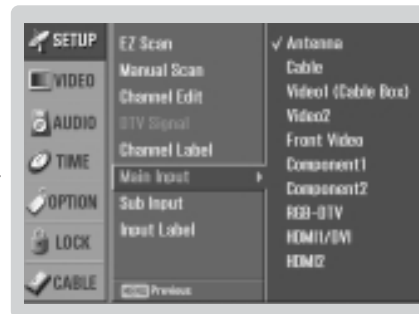 SETUP
VIDEO
AUDIO
TIME
OPTION
LOCK
CABLE
EZ Scan
Manual Scan
Channel Edit
DTV Signal
Channel Label
Main Input
Sub Input
Input Label
MENU Previous
√ Antenna
Cable
Video1 (Cable Box)
Video2
Front Video
Component1
Component2
RGB-DTV
HDMI1/DVI
HDMI2